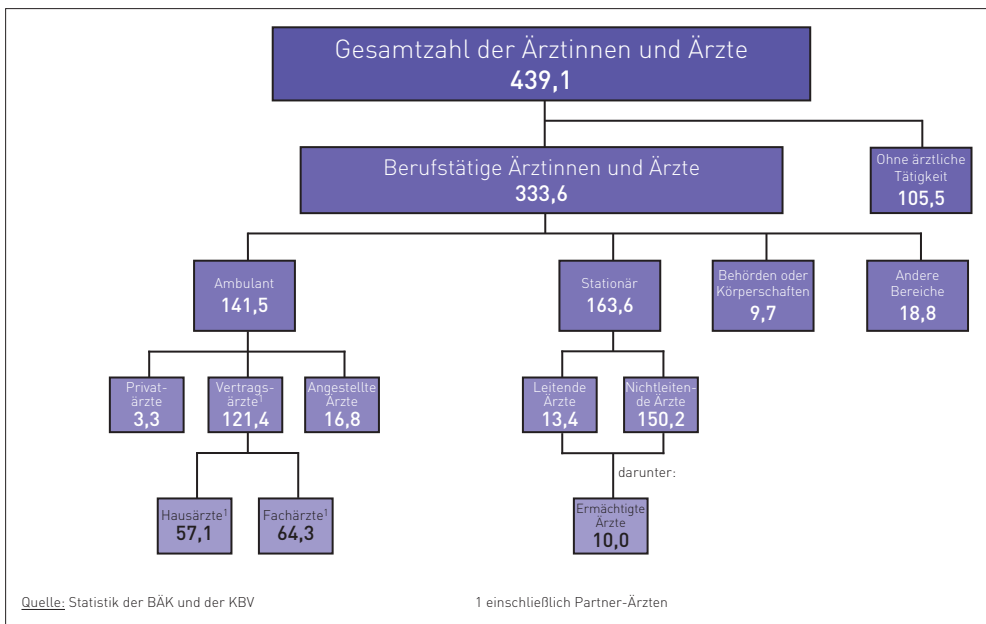 Gesamtzahl der Ärztinnen und Ärzte
439,1
Berufstätige Ärztinnen und Ärzte
333,6
Ohne ärztliche
Tätigkeit
105,5
Ambulant
141,5
Stationär
163,6
Behörden oder
Körperschaften
9,7
Andere
Bereiche
18,8
Privat-
ärzte
3,3
Vertrags-
ärzte¹
121,4
Angestellte
Ärzte
16,8
Leitende
Ärzte
13,4
Nichtleiten-
de Ärzte
150,2
darunter:
Hausärzte¹
57,1
Fachärzte¹
64,3
Ermächtigte
Ärzte
10,0
Quelle: Statistik der BÄK und der KBV
1 einschließlich Partner-Ärzten